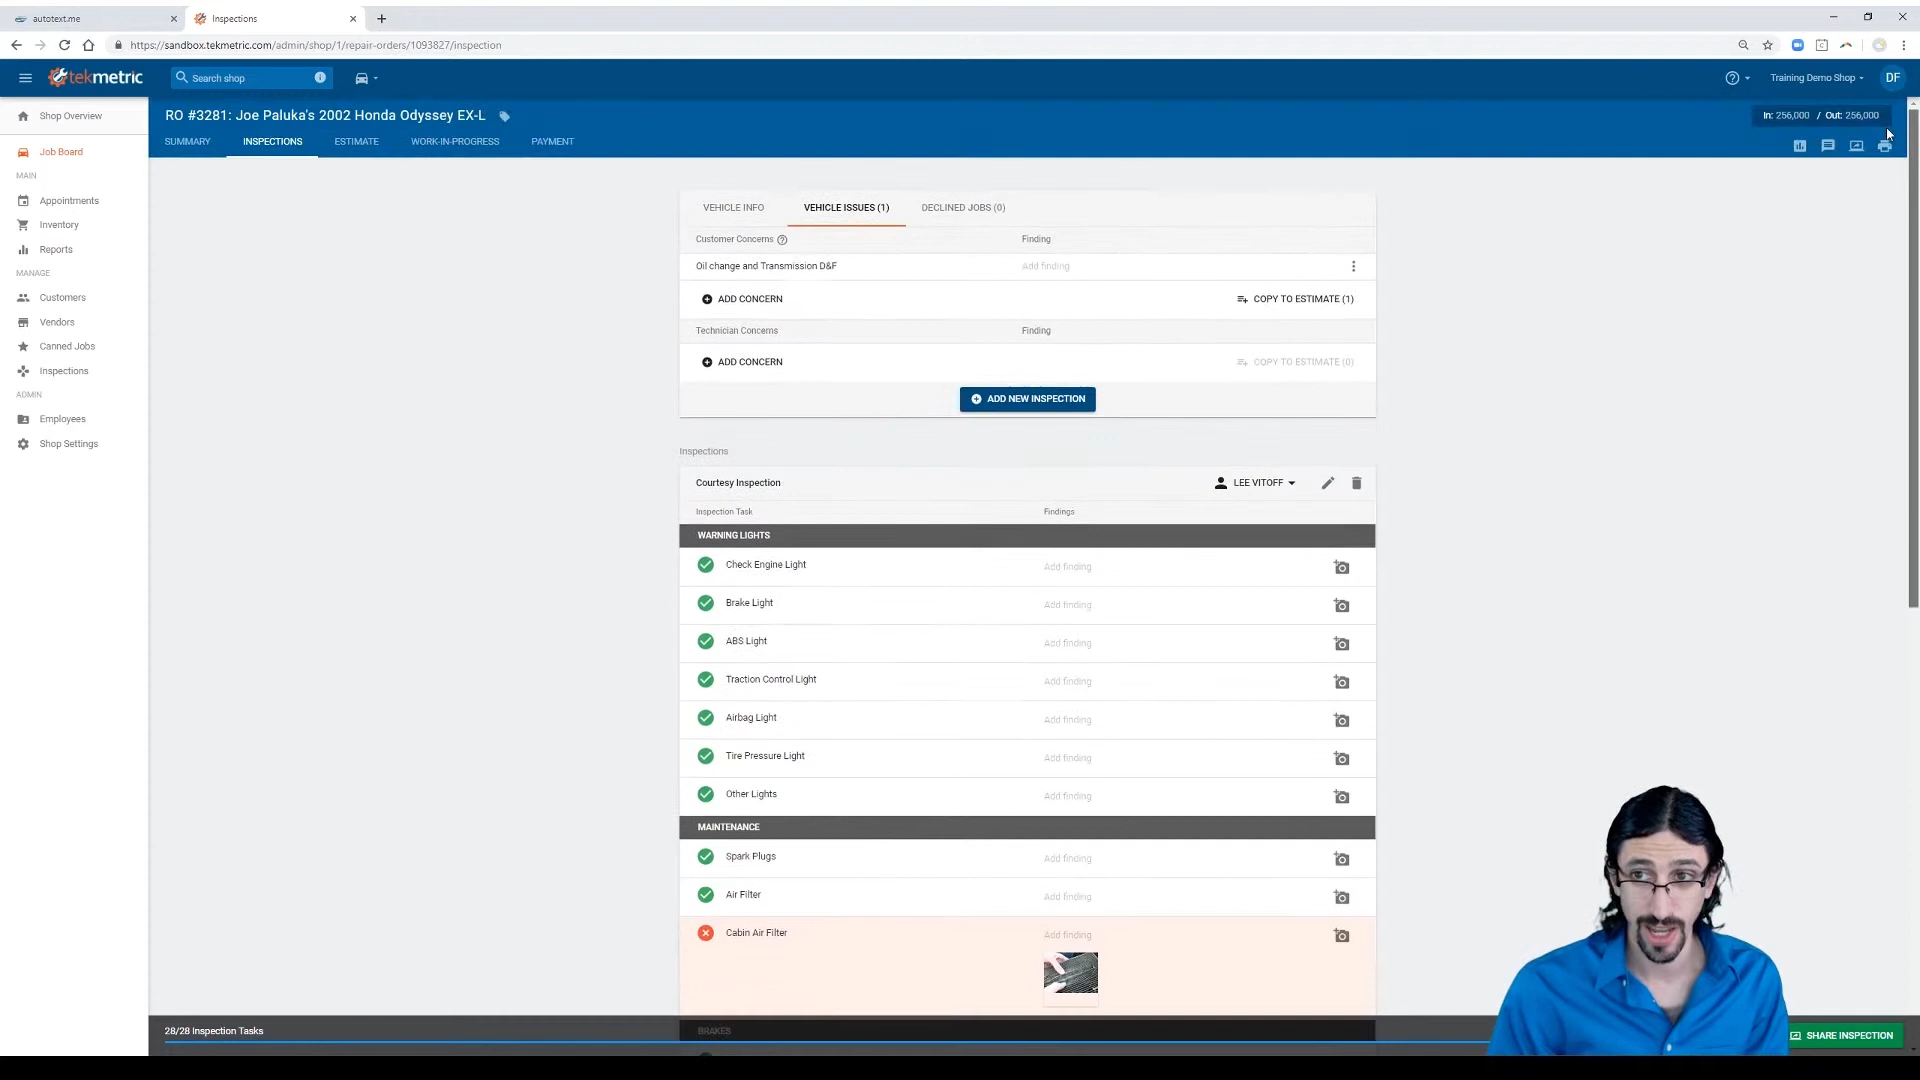 autotext.me
Inspections
https://sandbox.tekmetric.com/admin/shop/1/repair-orders/1093827/inspection
tekmetric
Search shop
Training Demo Shop
DF
Shop Overview
Job Board
MAIN
Appointments
Inventory
Reports
MANAGE
Customers
Vendors
Canned Jobs
Inspections
ADMIN
Employees
Shop Settings
RO #3281: Joe Paluka's 2002 Honda Odyssey EX-L
In: 256,000 / Out: 256,000
SUMMARY INSPECTIONS ESTIMATE WORK-IN-PROGRESS PAYMENT
VEHICLE INFO VEHICLE ISSUES (1) DECLINED JOBS (0)
Customer Concerns Finding
Oil change and Transmission D&F Add finding
ADD CONCERN COPY TO ESTIMATE (1)
Technician Concerns Finding
ADD CONCERN COPY TO ESTIMATE (0)
ADD NEW INSPECTION
Inspections
Courtesy Inspection LEE VITOFF
Inspection Task Findings
WARNING LIGHTS
Check Engine Light Add finding
Brake Light Add finding
ABS Light Add finding
Traction Control Light Add finding
Airbag Light Add finding
Tire Pressure Light Add finding
Other Lights Add finding
MAINTENANCE
Spark Plugs Add finding
Air Filter Add finding
Cabin Air Filter Add finding
BRAKES
28/28 Inspection Tasks
SHARE INSPECTION